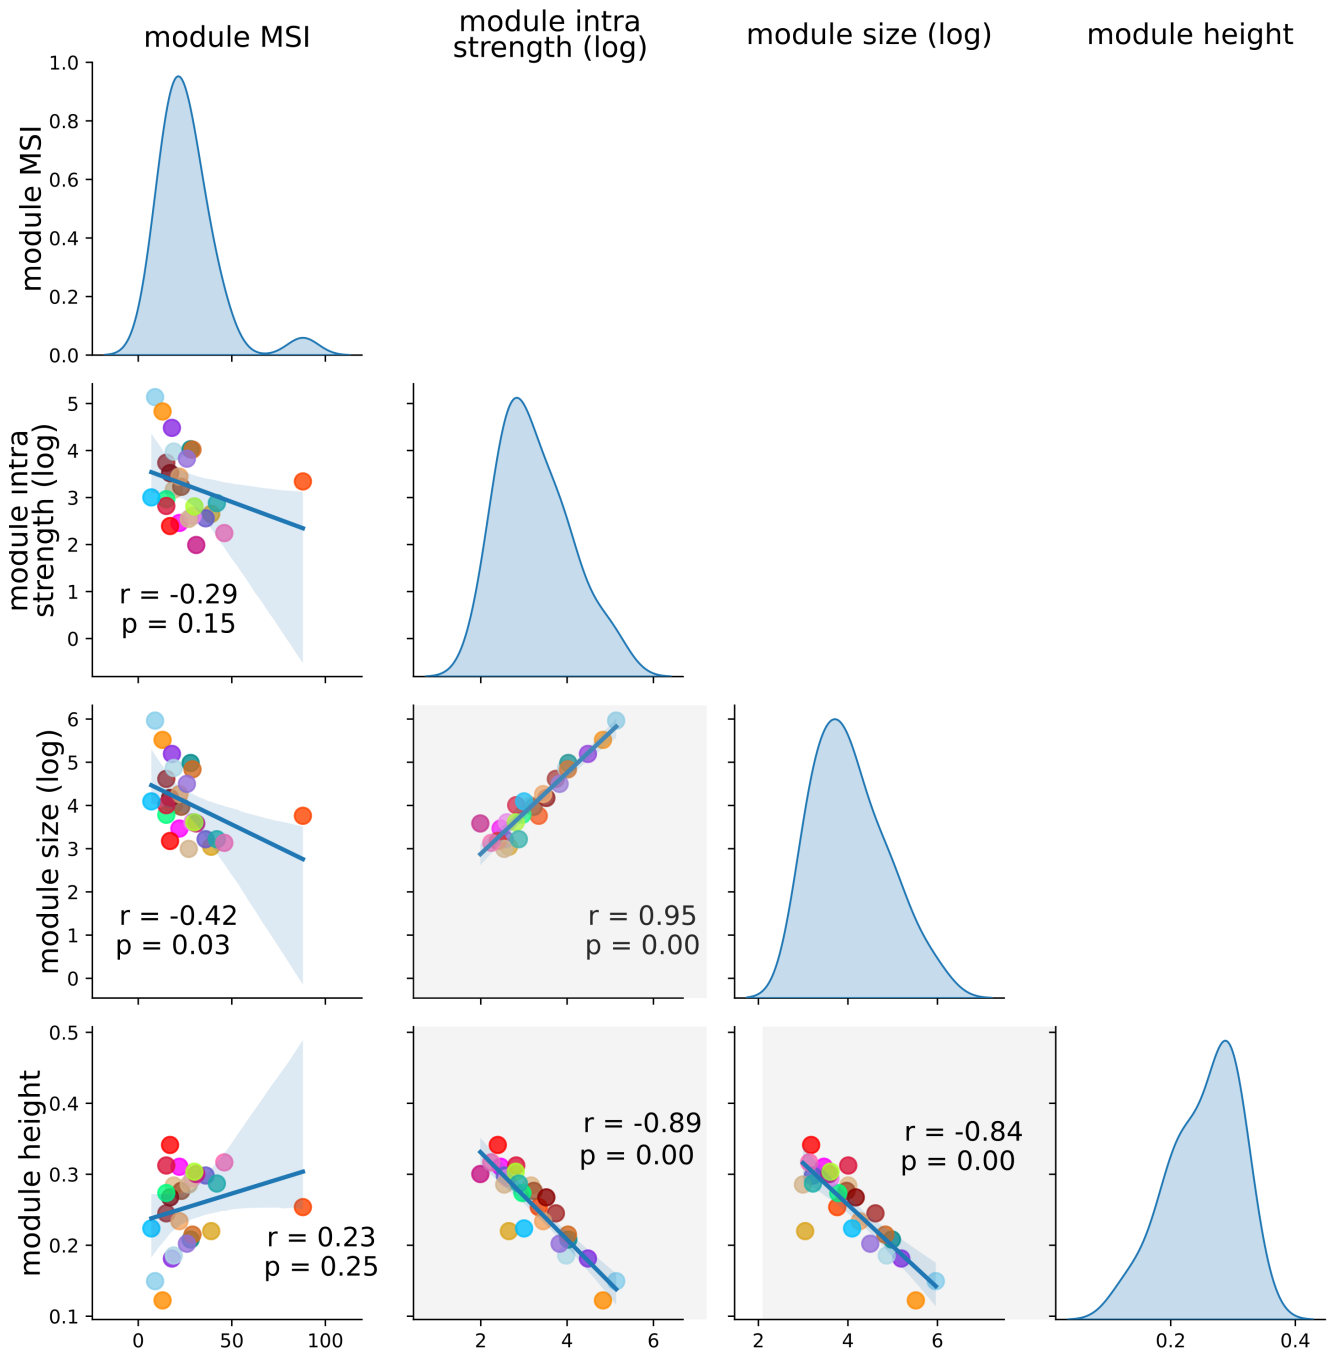 module MSI
module intra
strength (log)
module size (log)
module height
module MSI
1.0
0.8
0.6
0.4
0.2
0.0
module intra
strength (log)
5
4
3
2
1
0
r = -0.29
p = 0.15
module size (log)
6
5
4
3
2
1
0
r = -0.42
p = 0.03
r = 0.95
p = 0.00
module height
0.5
0.4
0.3
0.2
0.1
r = 0.23
p = 0.25
r = -0.89
p = 0.00
r = -0.84
p = 0.00
0 50 100
2 4 6
2 4 6
0.2 0.4